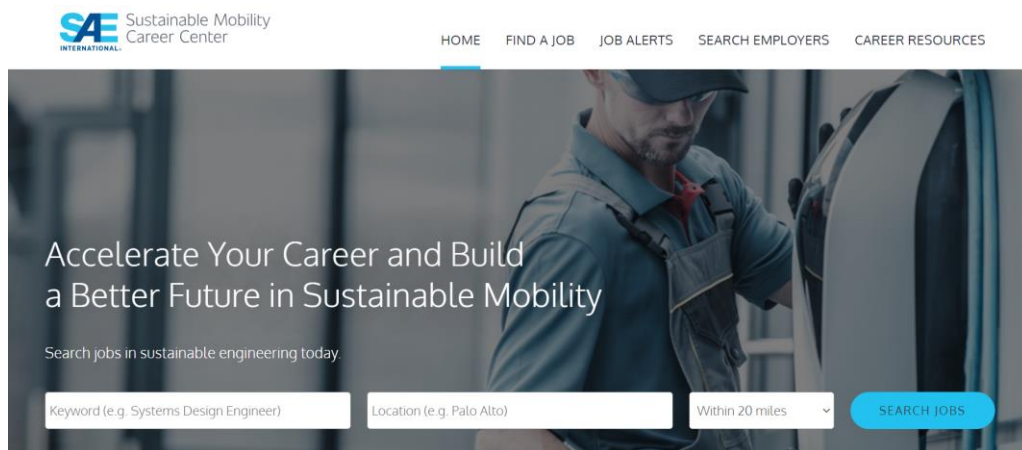 SAE
INTERNATIONAL.
Sustainable Mobility
Career Center
HOME FIND A JOB JOB ALERTS SEARCH EMPLOYERS CAREER RESOURCES
Accelerate Your Career and Build
a Better Future in Sustainable Mobility
Search jobs in sustainable engineering today.
Keyword (e.g. Systems Design Engineer) Location (e.g. Palo Alto) Within 20 miles SEARCH JOBS